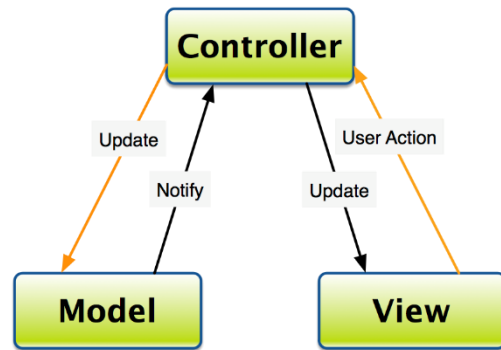 Controller
Update
User Action
Notify
Update
Model
View